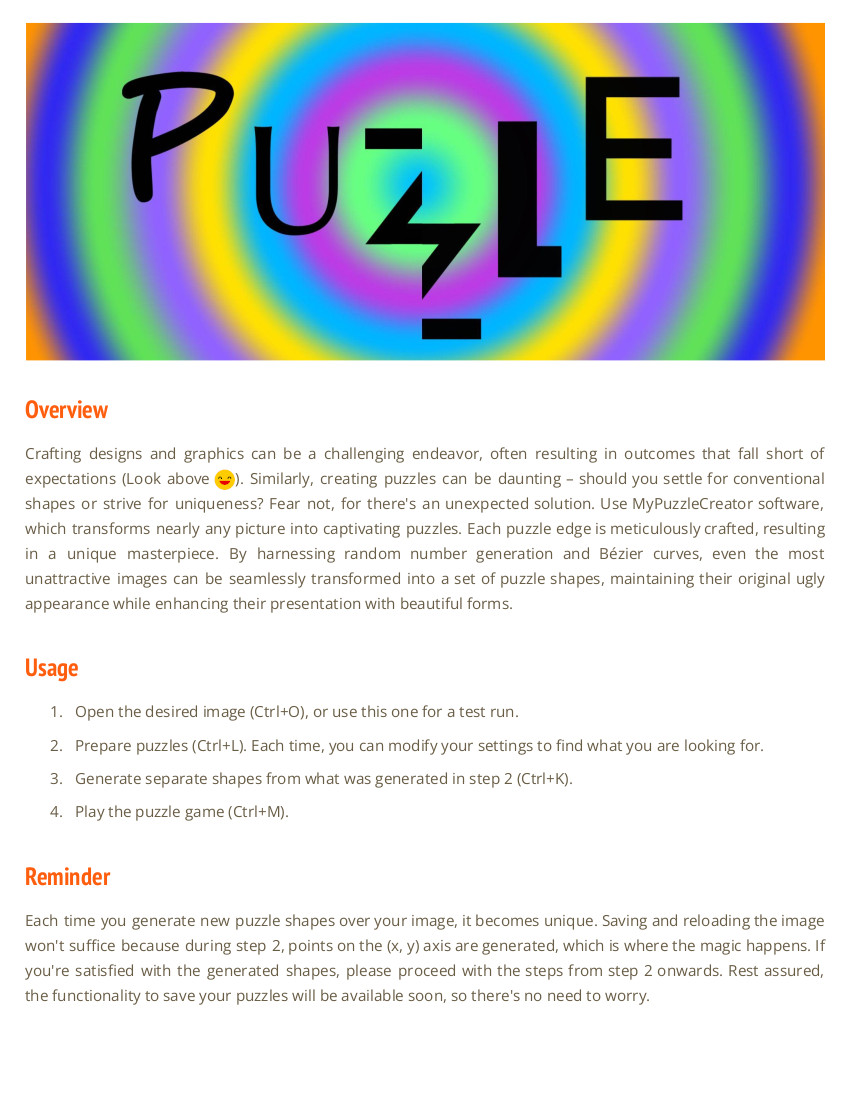 PUZZLE
Overview
Crafting designs and graphics can be a challenging endeavor, often resulting in outcomes that fall short of
expectations (Look above 😄). Similarly, creating puzzles can be daunting – should you settle for conventional
shapes or strive for uniqueness? Fear not, for there's an unexpected solution. Use MyPuzzleCreator software,
which transforms nearly any picture into captivating puzzles. Each puzzle edge is meticulously crafted, resulting
in a unique masterpiece. By harnessing random number generation and Bézier curves, even the most
unattractive images can be seamlessly transformed into a set of puzzle shapes, maintaining their original ugly
appearance while enhancing their presentation with beautiful forms.
Usage
1. Open the desired image (Ctrl+O), or use this one for a test run.
2. Prepare puzzles (Ctrl+L). Each time, you can modify your settings to find what you are looking for.
3. Generate separate shapes from what was generated in step 2 (Ctrl+K).
4. Play the puzzle game (Ctrl+M).
Reminder
Each time you generate new puzzle shapes over your image, it becomes unique. Saving and reloading the image
won't suffice because during step 2, points on the (x, y) axis are generated, which is where the magic happens. If
you're satisfied with the generated shapes, please proceed with the steps from step 2 onwards. Rest assured,
the functionality to save your puzzles will be available soon, so there's no need to worry.